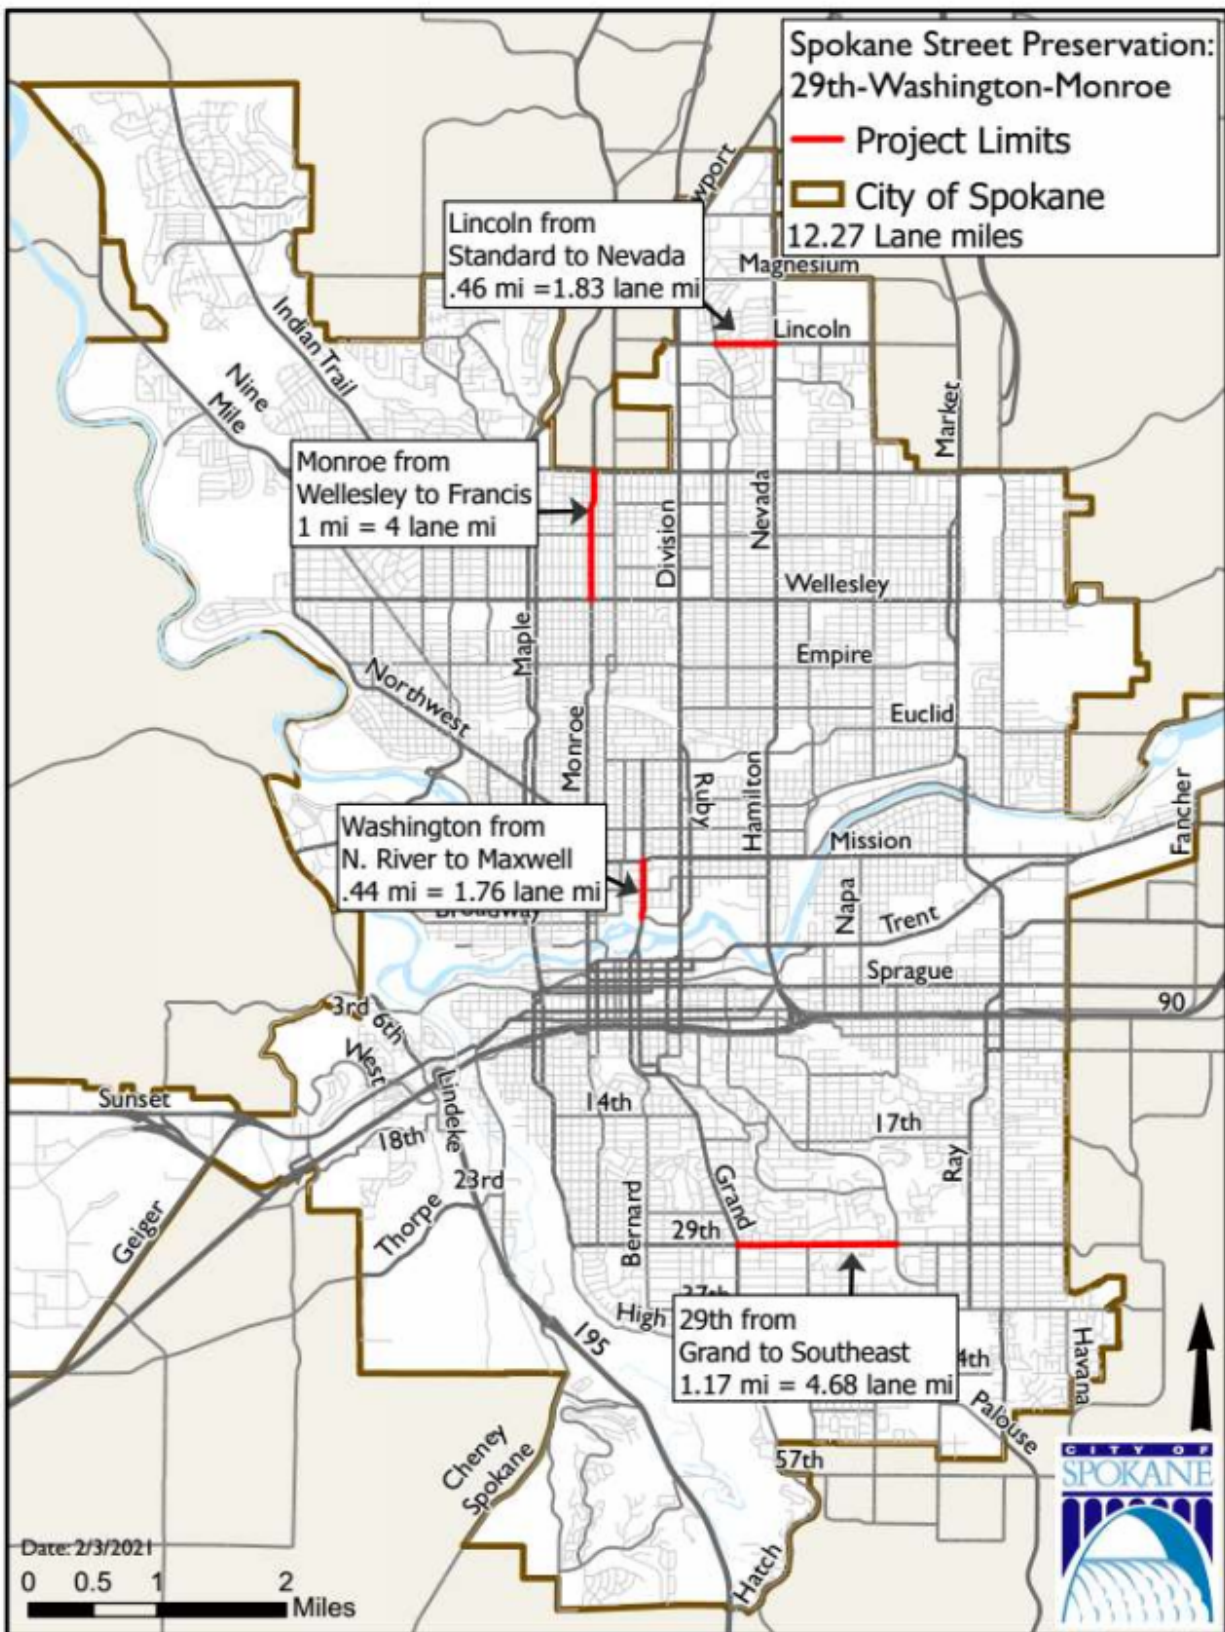 Spokane Street Preservation:
29th-Washington-Monroe
Project Limits
City of Spokane
12.27 Lane miles
Lincoln from
Standard to Nevada
.46 mi =1.83 lane mi
Magnesium
Lincoln
Indian Trail
Nine
Mile
Market
Monroe from
Wellesley to Francis
1 mi = 4 lane mi
Division
Nevada
Wellesley
Maple
Empire
Northwest
Euclid
Monroe
Ruby
Hamilton
Fancher
Washington from
N. River to Maxwell
.44 mi = 1.76 lane mi
Mission
Napa
Trent
Sprague
90
3rd
6th
West
Lindeke
Sunset
14th
17th
18th
Ray
23rd
Geiger
Thorpe
Bernard
Grand
29th
High
195
29th from
Grand to Southeast
1.17 mi = 4.68 lane mi
Havana
Palouse
Cheney
Spokane
57th
Hatch
CITY OF
SPOKANE
Date: 2/3/2021
0 0.5 1 2
Miles